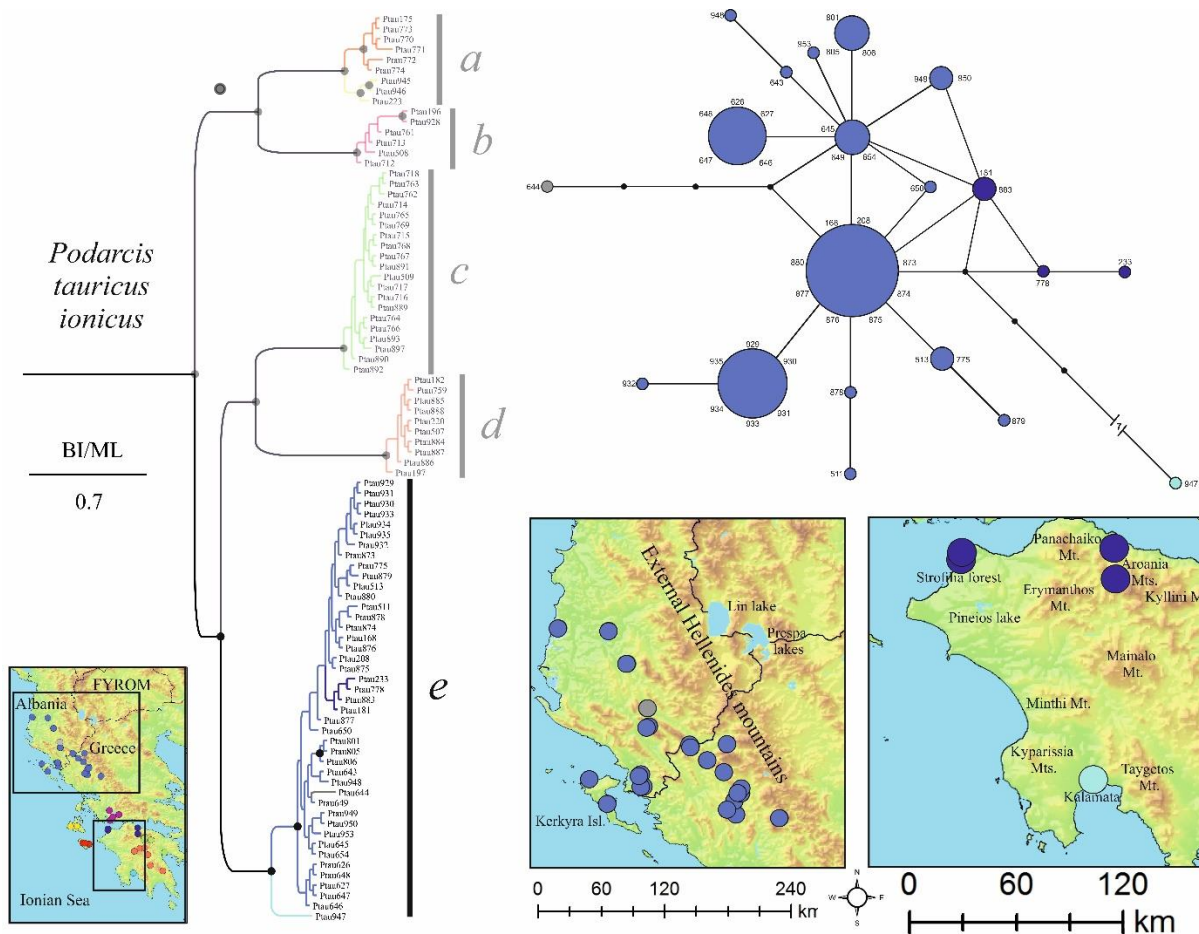 Podarcis
tauricus
ionicus
BI/ML
0.7
Ptau175
Ptau773
Ptau776
Ptau771
Ptau772
Ptau774
Ptau945
Ptau946
Ptau223
a
Ptau196
Ptau928
Ptau761
Ptau713
Ptau508
Ptau712
b
Ptau718
Ptau763
Ptau762
Ptau714
Ptau765
Ptau769
Ptau715
Ptau768
Ptau767
Ptau891
Ptau509
Ptau717
Ptau716
Ptau889
Ptau764
Ptau766
Ptau893
Ptau897
Ptau890
Ptau892
c
Ptau182
Ptau759
Ptau885
Ptau888
Ptau220
Ptau507
Ptau884
Ptau887
Ptau886
Ptau197
d
Ptau929
Ptau931
Ptau930
Ptau933
Ptau934
Ptau935
Ptau932
Ptau873
Ptau775
Ptau879
Ptau513
Ptau880
Ptau511
Ptau878
Ptau874
Ptau168
Ptau876
Ptau208
Ptau875
Ptau233
Ptau778
Ptau883
Ptau181
Ptau877
Ptau650
Ptau801
Ptau805
Ptau806
Ptau643
Ptau948
Ptau644
Ptau649
Ptau949
Ptau950
Ptau953
Ptau645
Ptau654
Ptau626
Ptau648
Ptau627
Ptau647
Ptau646
Ptau947
e
FYROM
Albania
Greece
Ionian Sea
948
801
806
953
805
643
949
950
648
626
627
647
646
645
649
654
644
650
151
883
168
208
880
873
877
874
876
875
778
233
929
935
930
934
931
933
932
513
775
878
879
511
7
947
External Hellenides mountains
Lin lake
Prespa
lakes
Kerkyra Isl.
0 60 120 240
km
N
W
E
S
Panachaiko
Mt.
Strofilia forest
Aroania
Mts.
Erymanthos
Mt.
Kyllini M
Pineios lake
Mainalo
Mt.
Minthi Mt.
Kyparissia
Mts.
Taygetos
Mt.
Kalamata
0 60 120
km